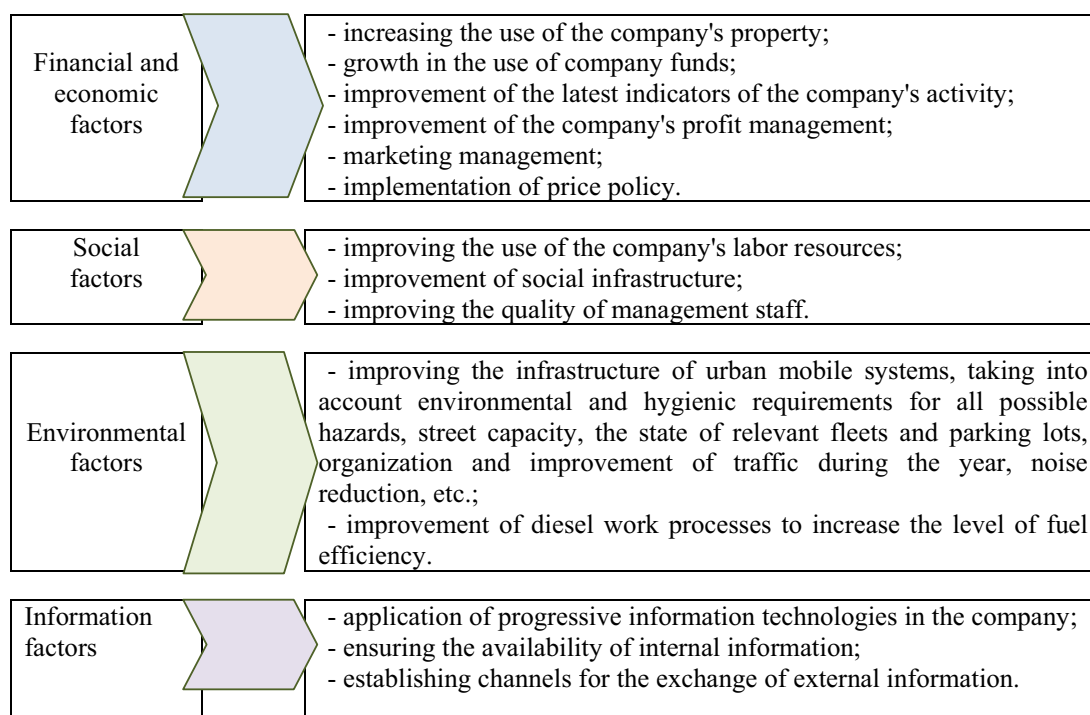 Financial and
economic
factors
- increasing the use of the company's property;
- growth in the use of company funds;
- improvement of the latest indicators of the company's activity;
- improvement of the company's profit management;
- marketing management;
- implementation of price policy.
Social
factors
- improving the use of the company's labor resources;
- improvement of social infrastructure;
- improving the quality of management staff.
Environmental
factors
- improving the infrastructure of urban mobile systems, taking into
account environmental and hygienic requirements for all possible
hazards, street capacity, the state of relevant fleets and parking lots,
organization and improvement of traffic during the year, noise
reduction, etc.;
- improvement of diesel work processes to increase the level of fuel
efficiency.
Information
factors
- application of progressive information technologies in the company;
- ensuring the availability of internal information;
- establishing channels for the exchange of external information.